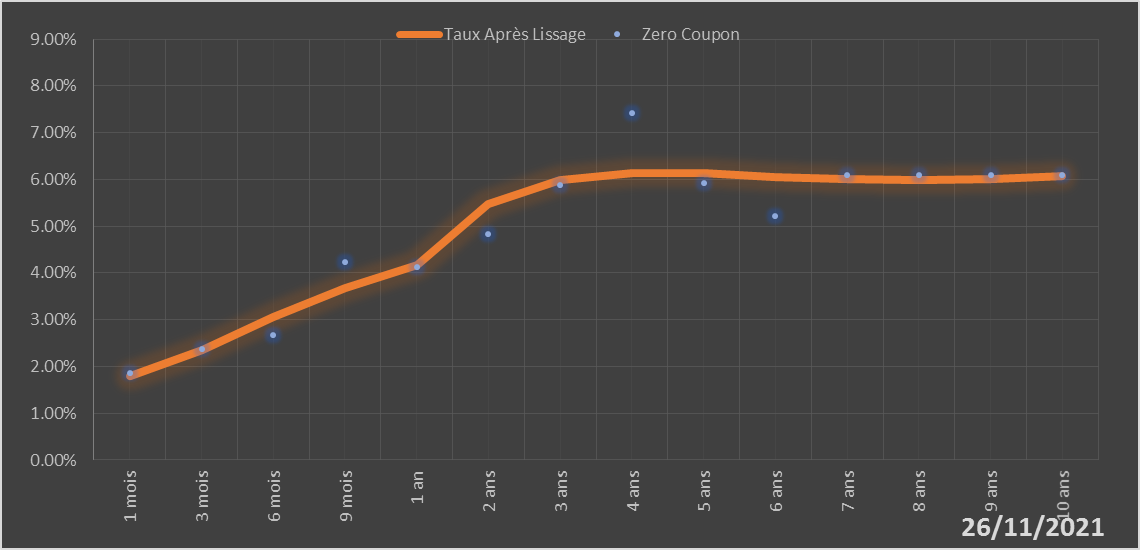 Taux Après Lissage
Zero Coupon
9.00%
8.00%
7.00%
6.00%
5.00%
4.00%
3.00%
2.00%
1.00%
0.00%
1 mois
3 mois
6 mois
9 mois
1 an
2 ans
3 ans
4 ans
5 ans
6 ans
7 ans
8 ans
9 ans
10 ans
26/11/2021